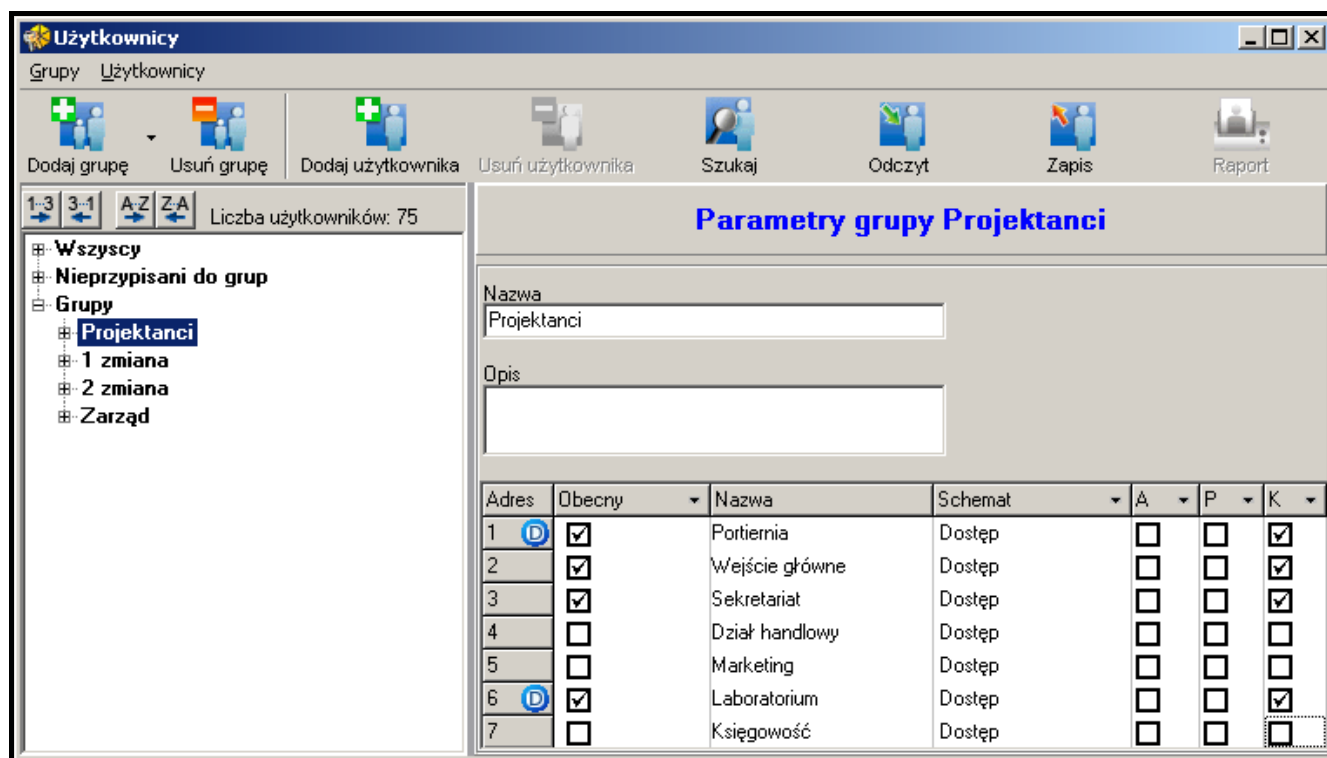 Użytkownicy
Grupy Użytkownicy
Dodaj grupę Usuń grupę Dodaj użytkownika Usuń użytkownika Szukaj Odczyt Zapis Raport
1··3 3··1 A-Z Z-A Liczba użytkowników: 75
Parametry grupy Projektanci
Wszyscy
Nieprzypisani do grup
Grupy
Projektanci
1 zmiana
2 zmiana
Zarząd
Nazwa
Projektanci
Opis
Adres Obecny Nazwa Schemat A P K
1 D Portiernia Dostęp
2 Wejście główne Dostęp
3 Sekretariat Dostęp
4 Dział handlowy Dostęp
5 Marketing Dostęp
6 D Laboratorium Dostęp
7 Księgowość Dostęp